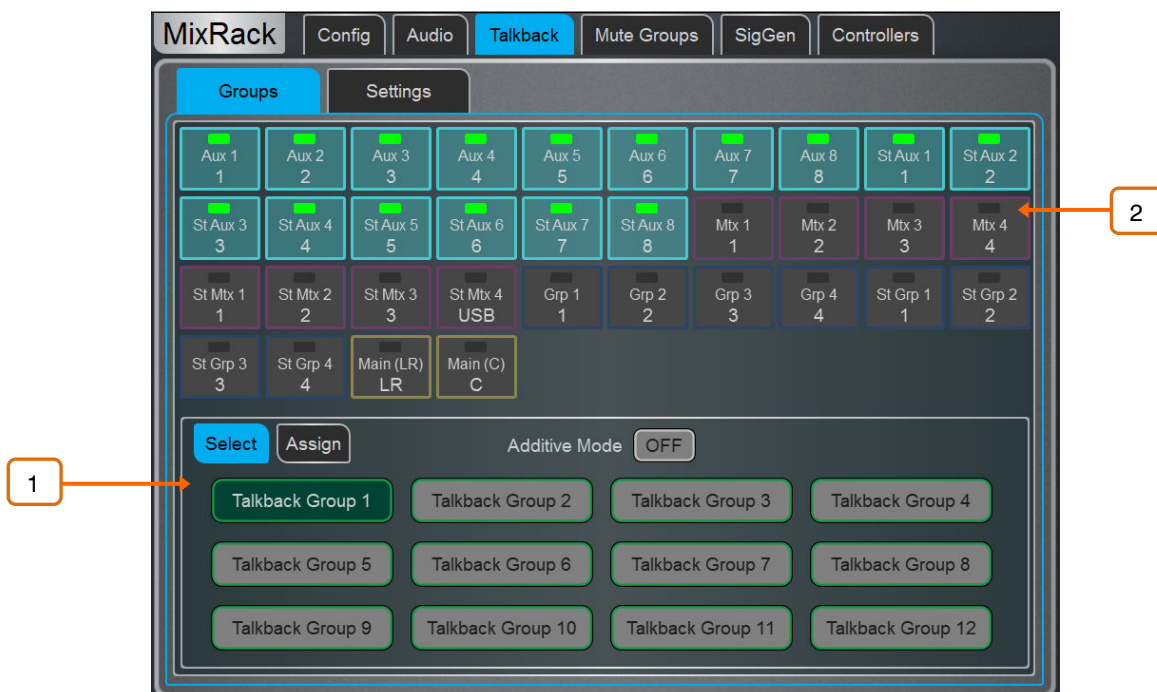 MixRack Config Audio Talkback Mute Groups SigGen Controllers
Groups Settings
Aux 1 Aux 2 Aux 3 Aux 4 Aux 5 Aux 6 Aux 7 Aux 8 St Aux 1 St Aux 2
1 2 3 4 5 6 7 8 1 2
2
St Aux 3 St Aux 4 St Aux 5 St Aux 6 St Aux 7 St Aux 8 Mtx 1 Mtx 2 Mtx 3 Mtx 4
3 4 5 6 7 8 1 2 3 4
St Mtx 1 St Mtx 2 St Mtx 3 St Mtx 4 Grp 1 Grp 2 Grp 3 Grp 4 St Grp 1 St Grp 2
1 2 3 USB 1 2 3 4 1 2
St Grp 3 St Grp 4 Main (LR) Main (C)
3 4 LR C
Select Assign Additive Mode OFF
1
Talkback Group 1 Talkback Group 2 Talkback Group 3 Talkback Group 4
Talkback Group 5 Talkback Group 6 Talkback Group 7 Talkback Group 8
Talkback Group 9 Talkback Group 10 Talkback Group 11 Talkback Group 12